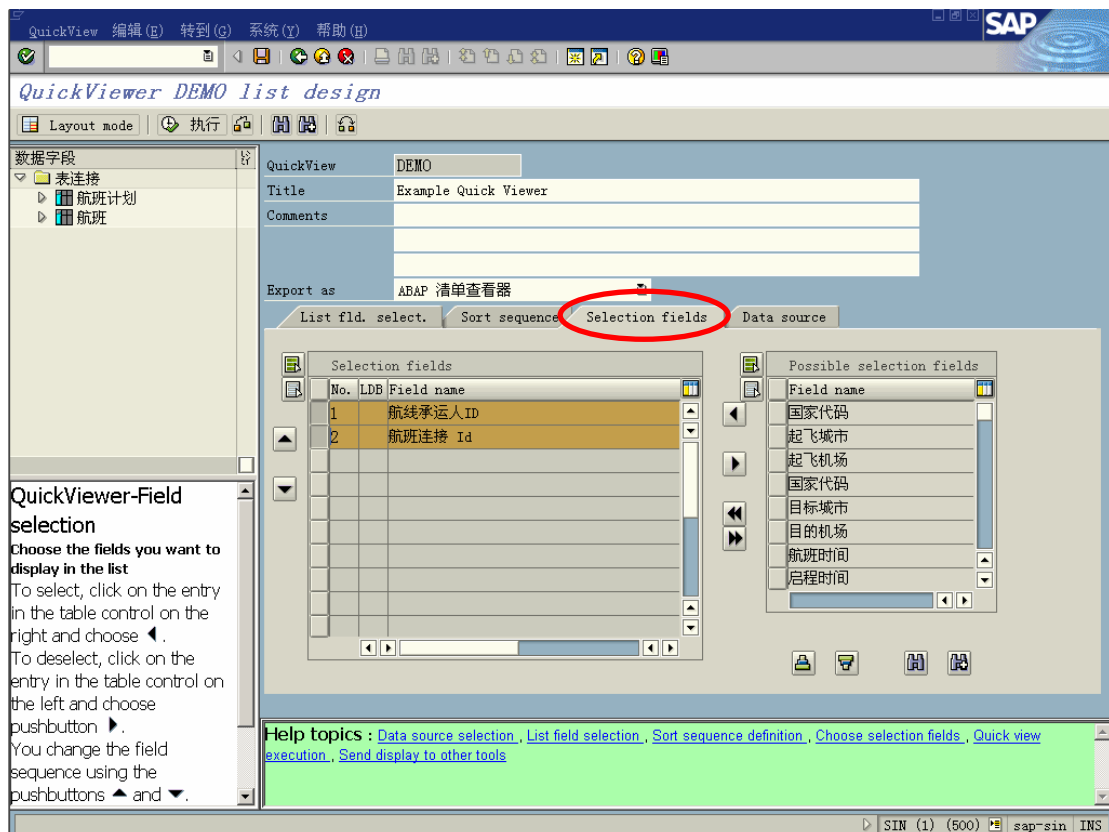 QuickView 编辑(E) 转到(G) 系统(Y) 帮助(H)
SAP
QuickViewer DEMO list design
Layout mode 执行
数据字段
表连接
航班计划
航班
QuickView DEMO
Title Example Quick Viewer
Comments
Export as ABAP 清单查看器
List fld. select. Sort sequence Selection fields Data source
Selection fields
No. LDB Field name
1 航线承运人ID
2 航班连接 Id
Possible selection fields
Field name
国家代码
起飞城市
起飞机场
国家代码
目标城市
目的机场
航班时间
启程时间
QuickViewer-Field
selection
Choose the fields you want to
display in the list
To select, click on the entry
in the table control on the
right and choose ◀ .
To deselect, click on the
entry in the table control on
the left and choose
pushbutton ▶ .
You change the field
sequence using the
pushbuttons ▲ and ▼.
Help topics : Data source selection , List field selection , Sort sequence definition , Choose selection fields , Quick view
execution , Send display to other tools
SIN (1) (500) sap-sin INS